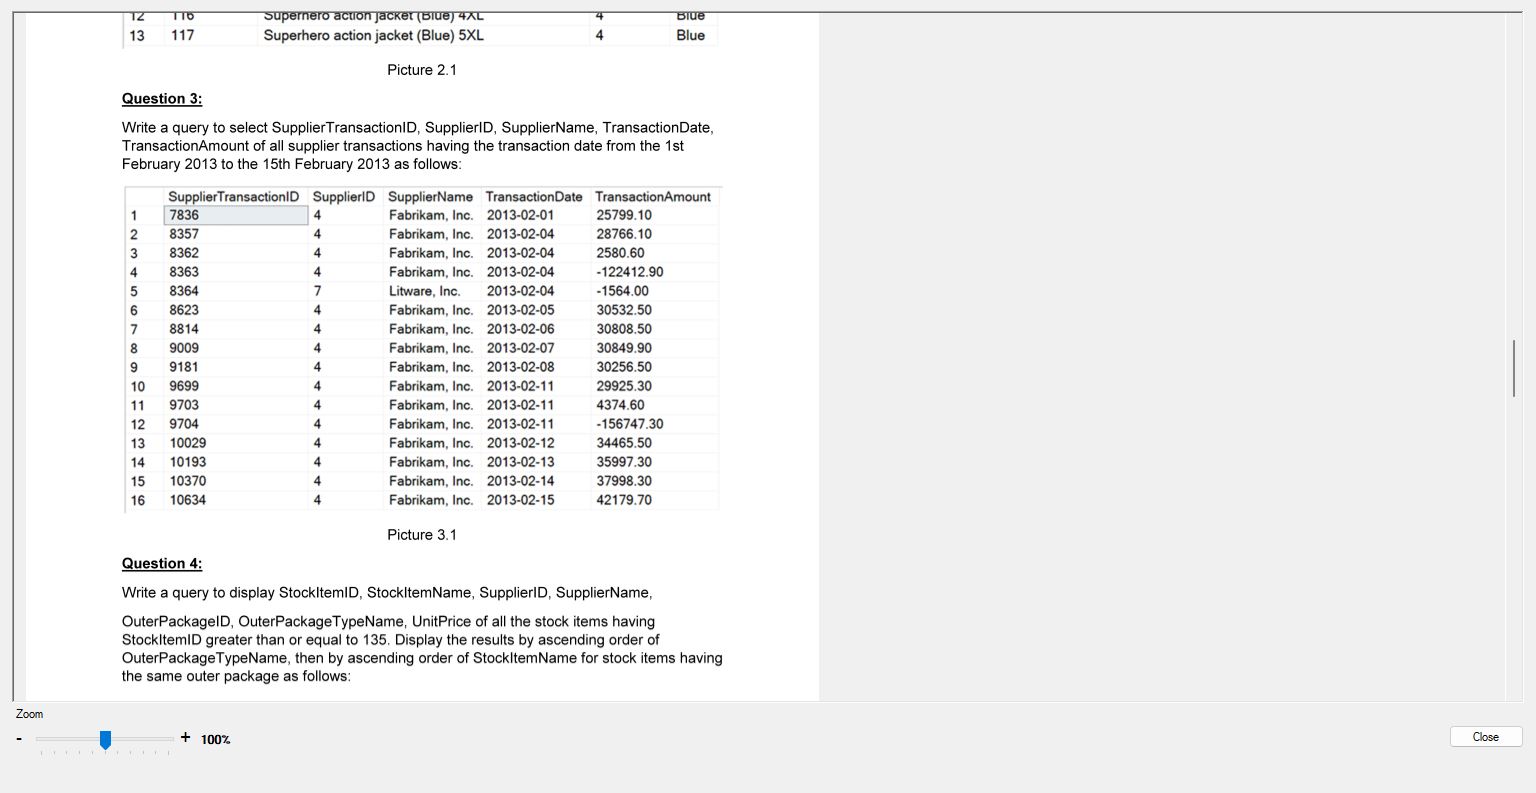 12 116 Superhero action jacket (Blue) 4XL 4 Blue
13 117 Superhero action jacket (Blue) 5XL 4 Blue
Picture 2.1
Question 3:
Write a query to select SupplierTransactionID, SupplierID, SupplierName, TransactionDate,
TransactionAmount of all supplier transactions having the transaction date from the 1st
February 2013 to the 15th February 2013 as follows:
SupplierTransactionID SupplierID SupplierName TransactionDate TransactionAmount
1 7836 4 Fabrikam, Inc. 2013-02-01 25799.10
2 8357 4 Fabrikam, Inc. 2013-02-04 28766.10
3 8362 4 Fabrikam, Inc. 2013-02-04 2580.60
4 8363 4 Fabrikam, Inc. 2013-02-04 -122412.90
5 8364 7 Litware, Inc. 2013-02-04 -1564.00
6 8623 4 Fabrikam, Inc. 2013-02-05 30532.50
7 8814 4 Fabrikam, Inc. 2013-02-06 30808.50
8 9009 4 Fabrikam, Inc. 2013-02-07 30849.90
9 9181 4 Fabrikam, Inc. 2013-02-08 30256.50
10 9699 4 Fabrikam, Inc. 2013-02-11 29925.30
11 9703 4 Fabrikam, Inc. 2013-02-11 4374.60
12 9704 4 Fabrikam, Inc. 2013-02-11 -156747.30
13 10029 4 Fabrikam, Inc. 2013-02-12 34465.50
14 10193 4 Fabrikam, Inc. 2013-02-13 35997.30
15 10370 4 Fabrikam, Inc. 2013-02-14 37998.30
16 10634 4 Fabrikam, Inc. 2013-02-15 42179.70
Picture 3.1
Question 4:
Write a query to display StockItemID, StockItemName, SupplierID, SupplierName,
OuterPackageID, OuterPackageTypeName, UnitPrice of all the stock items having
StockItemID greater than or equal to 135. Display the results by ascending order of
OuterPackageTypeName, then by ascending order of StockItemName for stock items having
the same outer package as follows:
Zoom
- + 100%
Close